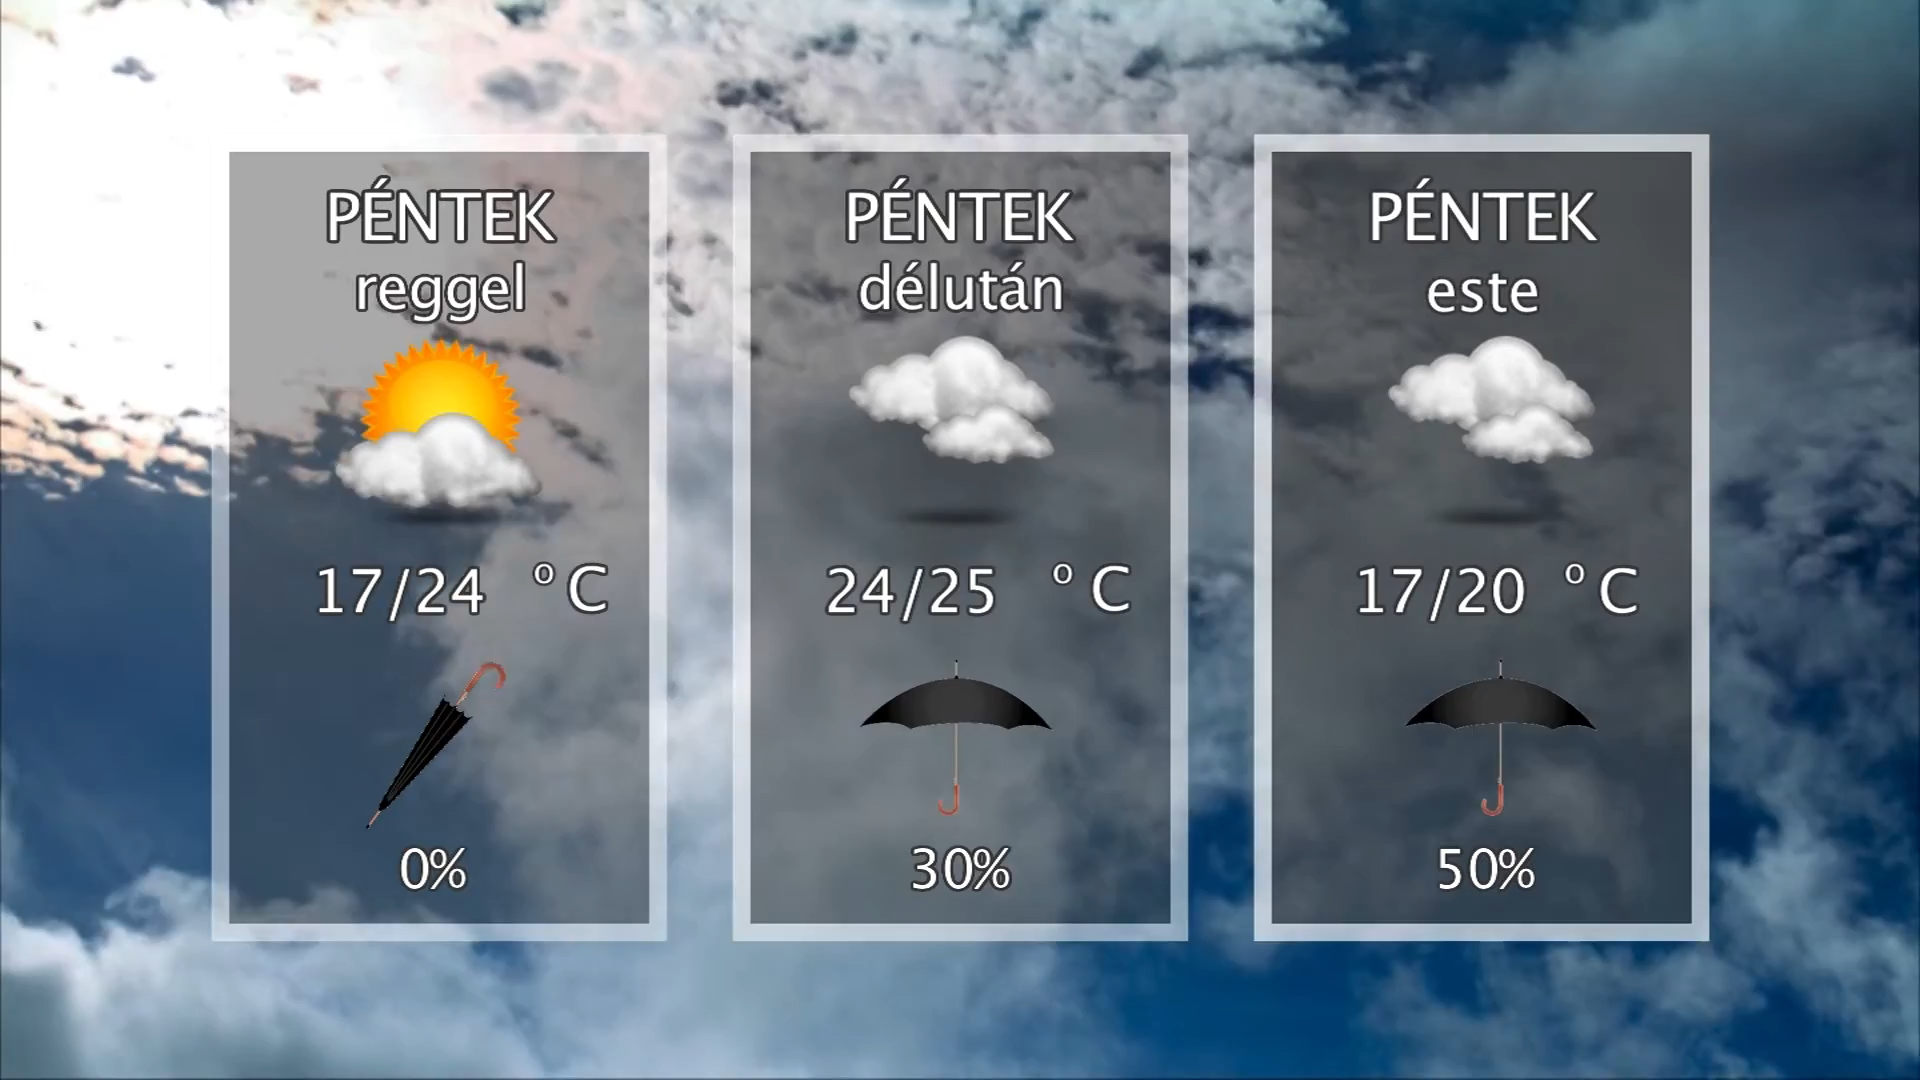 PÉNTEK
reggel
17/24 °C
0%
PÉNTEK
délután
24/25 °C
30%
PÉNTEK
este
17/20 °C
50%